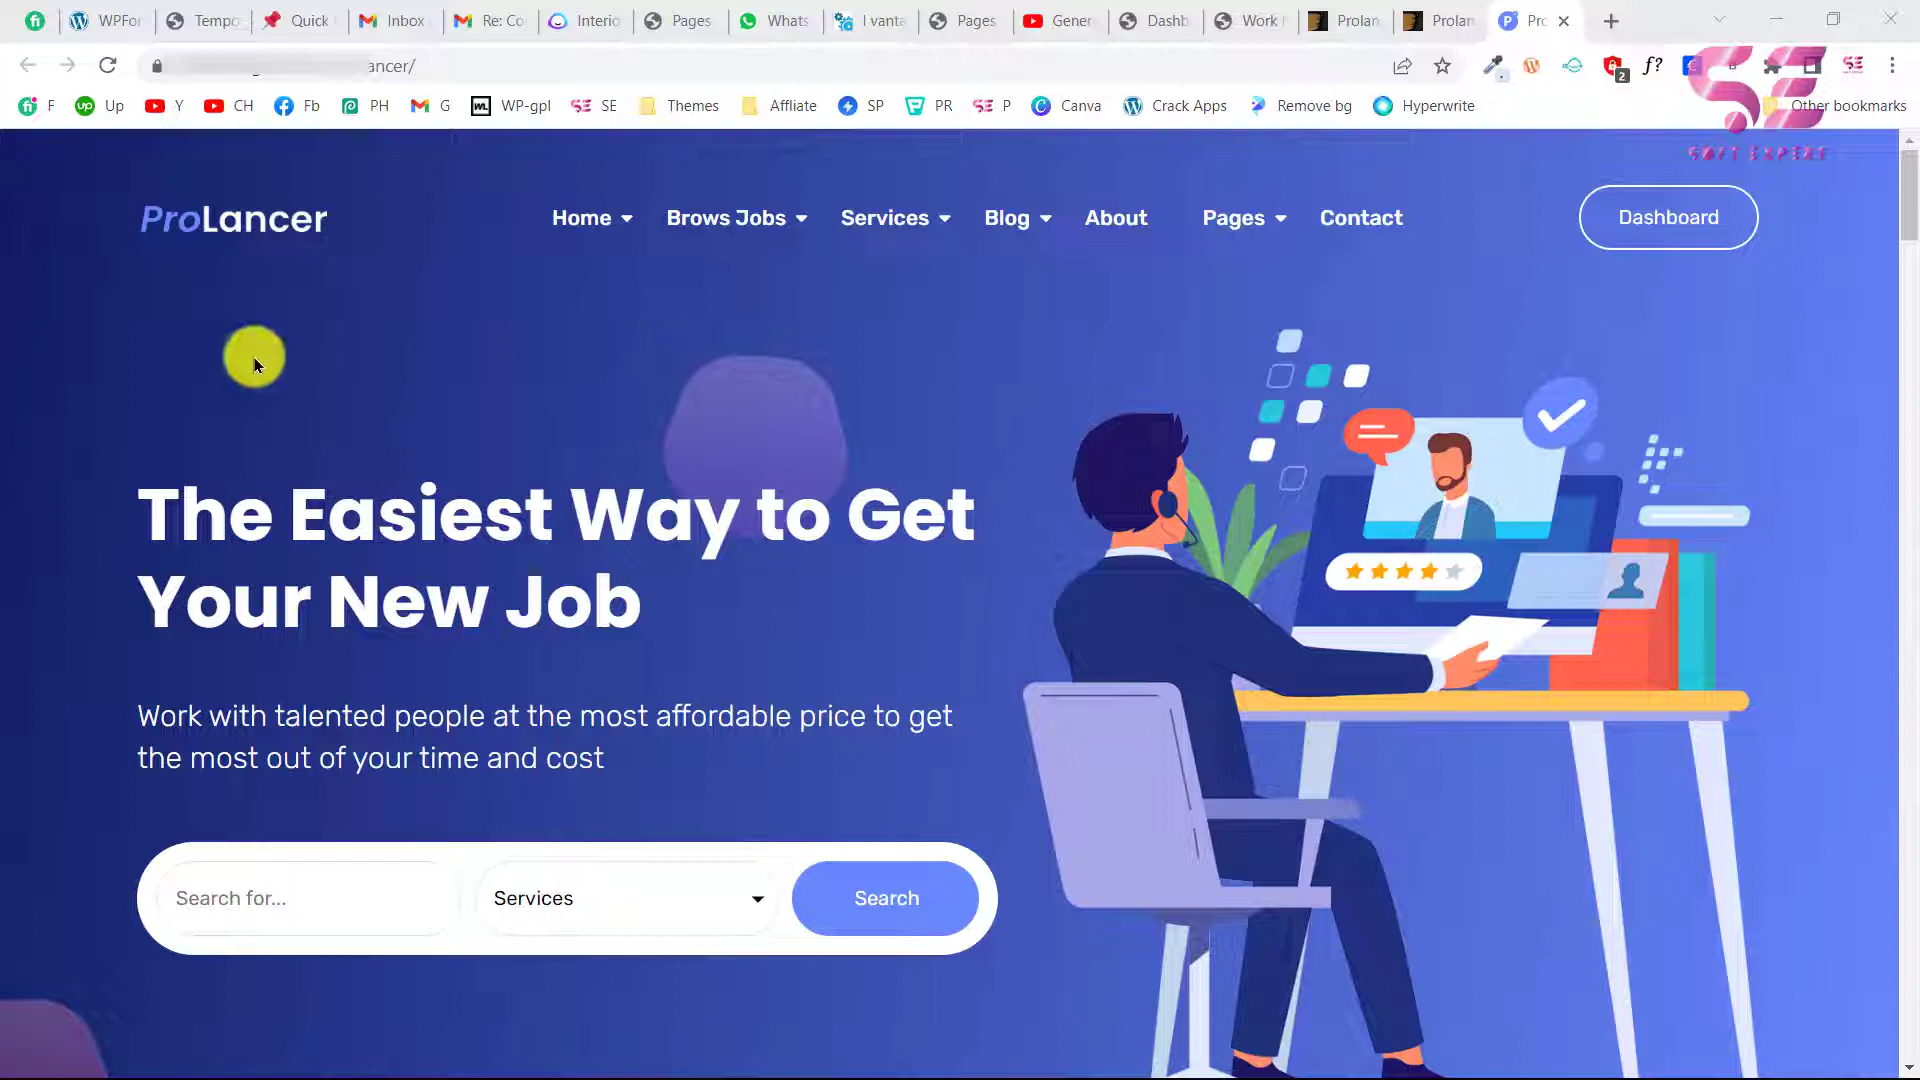 WPFor Tempo Quick Inbox Re: Co Interio Pages Whats I vanta Pages Gener Dashb Work Prolan Prolan Pro
ancer/
F Up Y CH Fb PH G WP-gpl SE Themes Affliate SP PR P Canva Crack Apps Remove bg Hyperwrite Other bookmarks
SOFT EXPERT
ProLancer Home Brows Jobs Services Blog About Pages Contact Dashboard
The Easiest Way to Get
Your New Job
Work with talented people at the most affordable price to get
the most out of your time and cost
Search for... Services Search